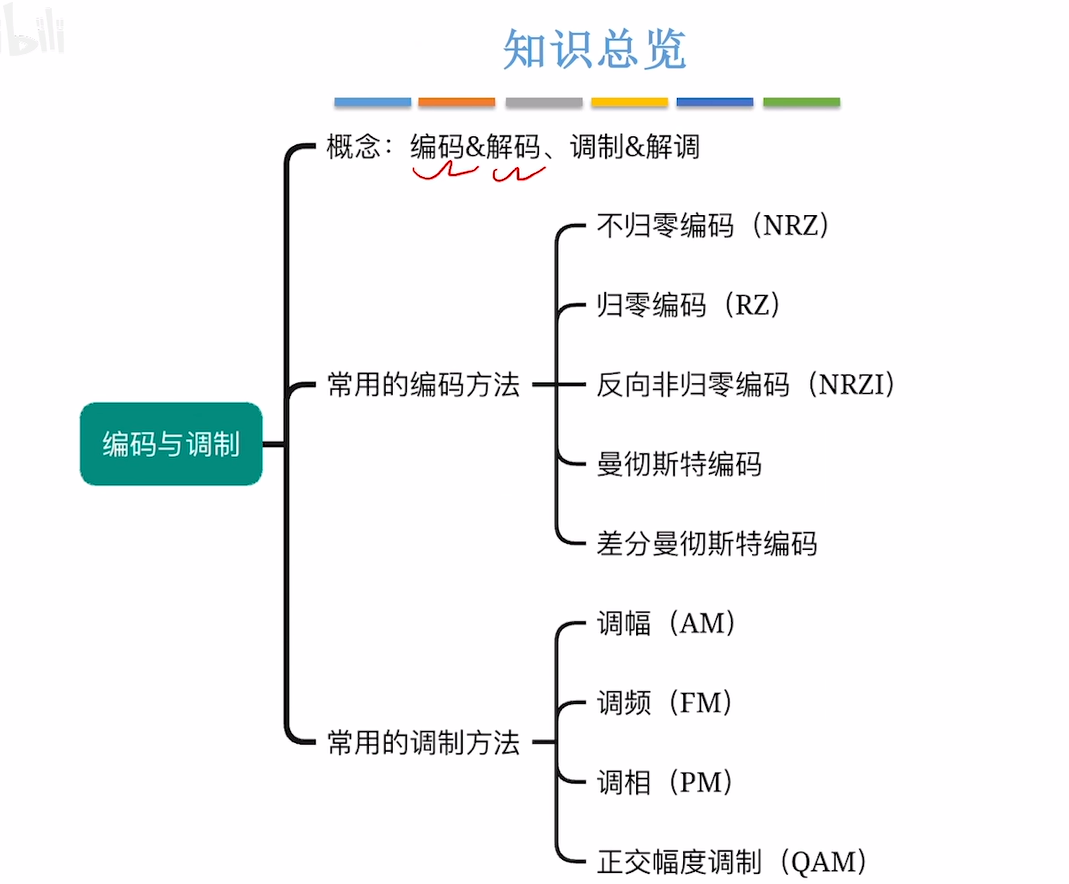 bili
知识总览
概念：编码&解码、调制&解调
不归零编码（NRZ）
归零编码（RZ）
常用的编码方法
反向非归零编码（NRZI）
编码与调制
曼彻斯特编码
差分曼彻斯特编码
调幅（AM）
调频（FM）
常用的调制方法
调相（PM）
正交幅度调制（QAM）